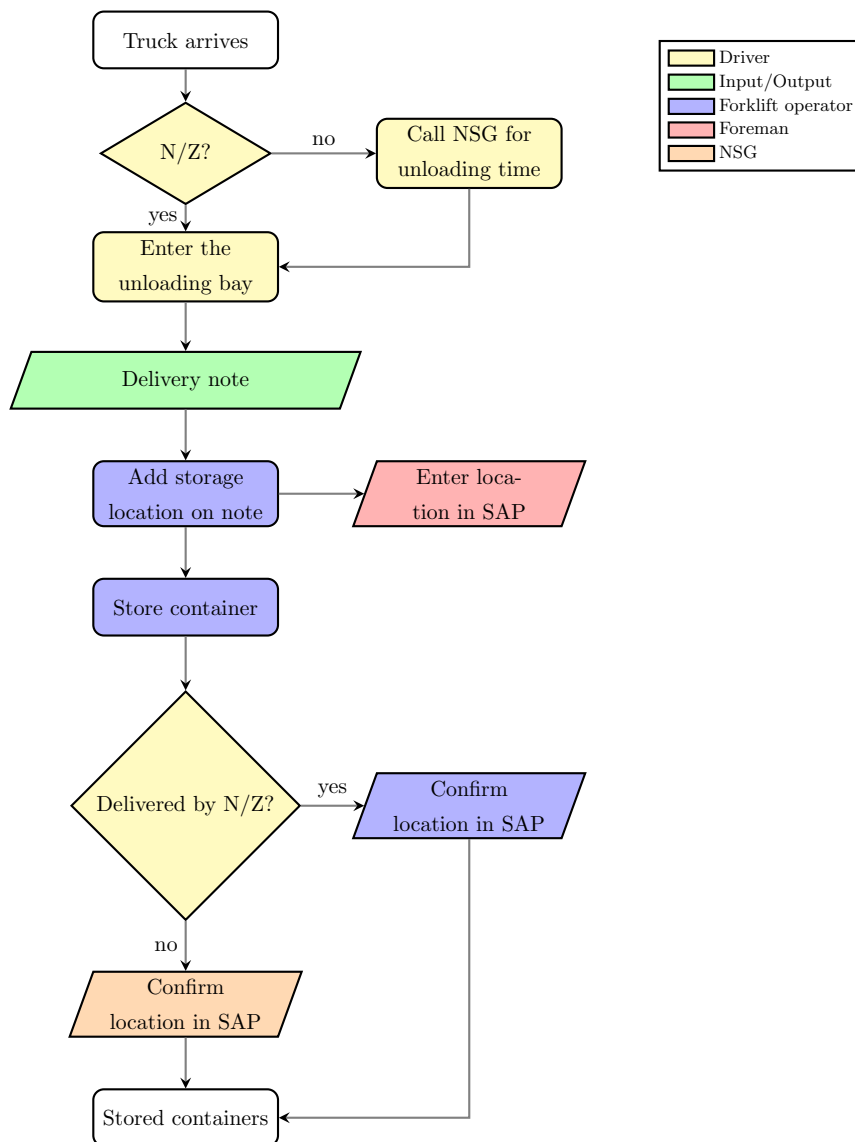 Truck arrives
Driver
Input/Output
Forklift operator
Foreman
NSG
N/Z?
no
Call NSG for
unloading time
yes
Enter the
unloading bay
Delivery note
Add storage
location on note
Enter loca-
tion in SAP
Store container
Delivered by N/Z?
yes
Confirm
location in SAP
no
Confirm
location in SAP
Stored containers